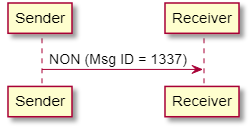 Sender Receiver
NON (Msg ID = 1337)
Sender Receiver